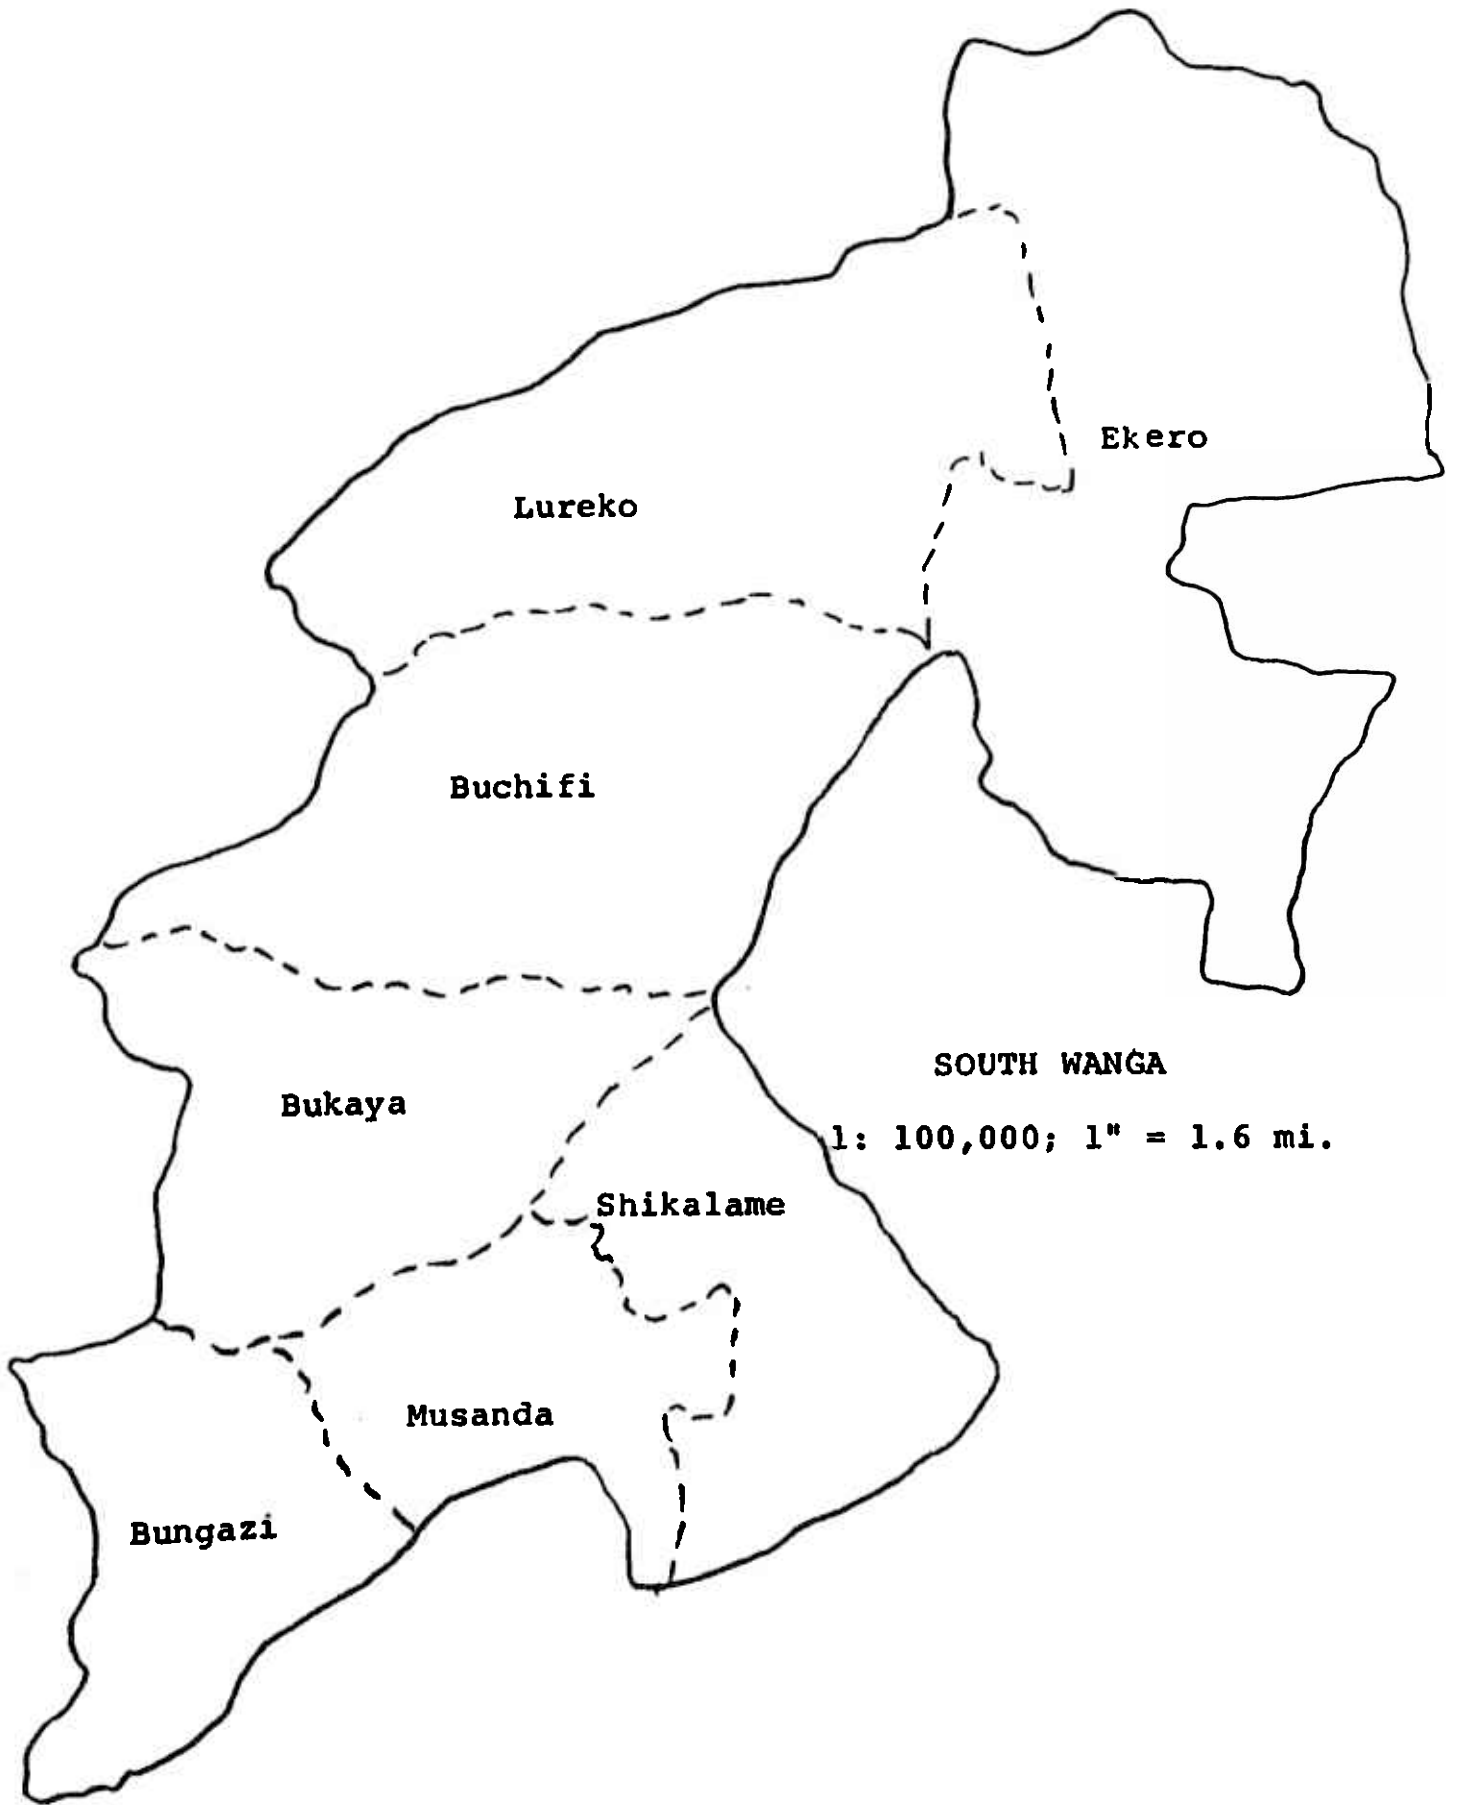 Ekero
Lureko
Buchifi
SOUTH WANGA
Bukaya
1: 100,000; 1" = 1.6 mi.
Shikalame
Musanda
Bungazi